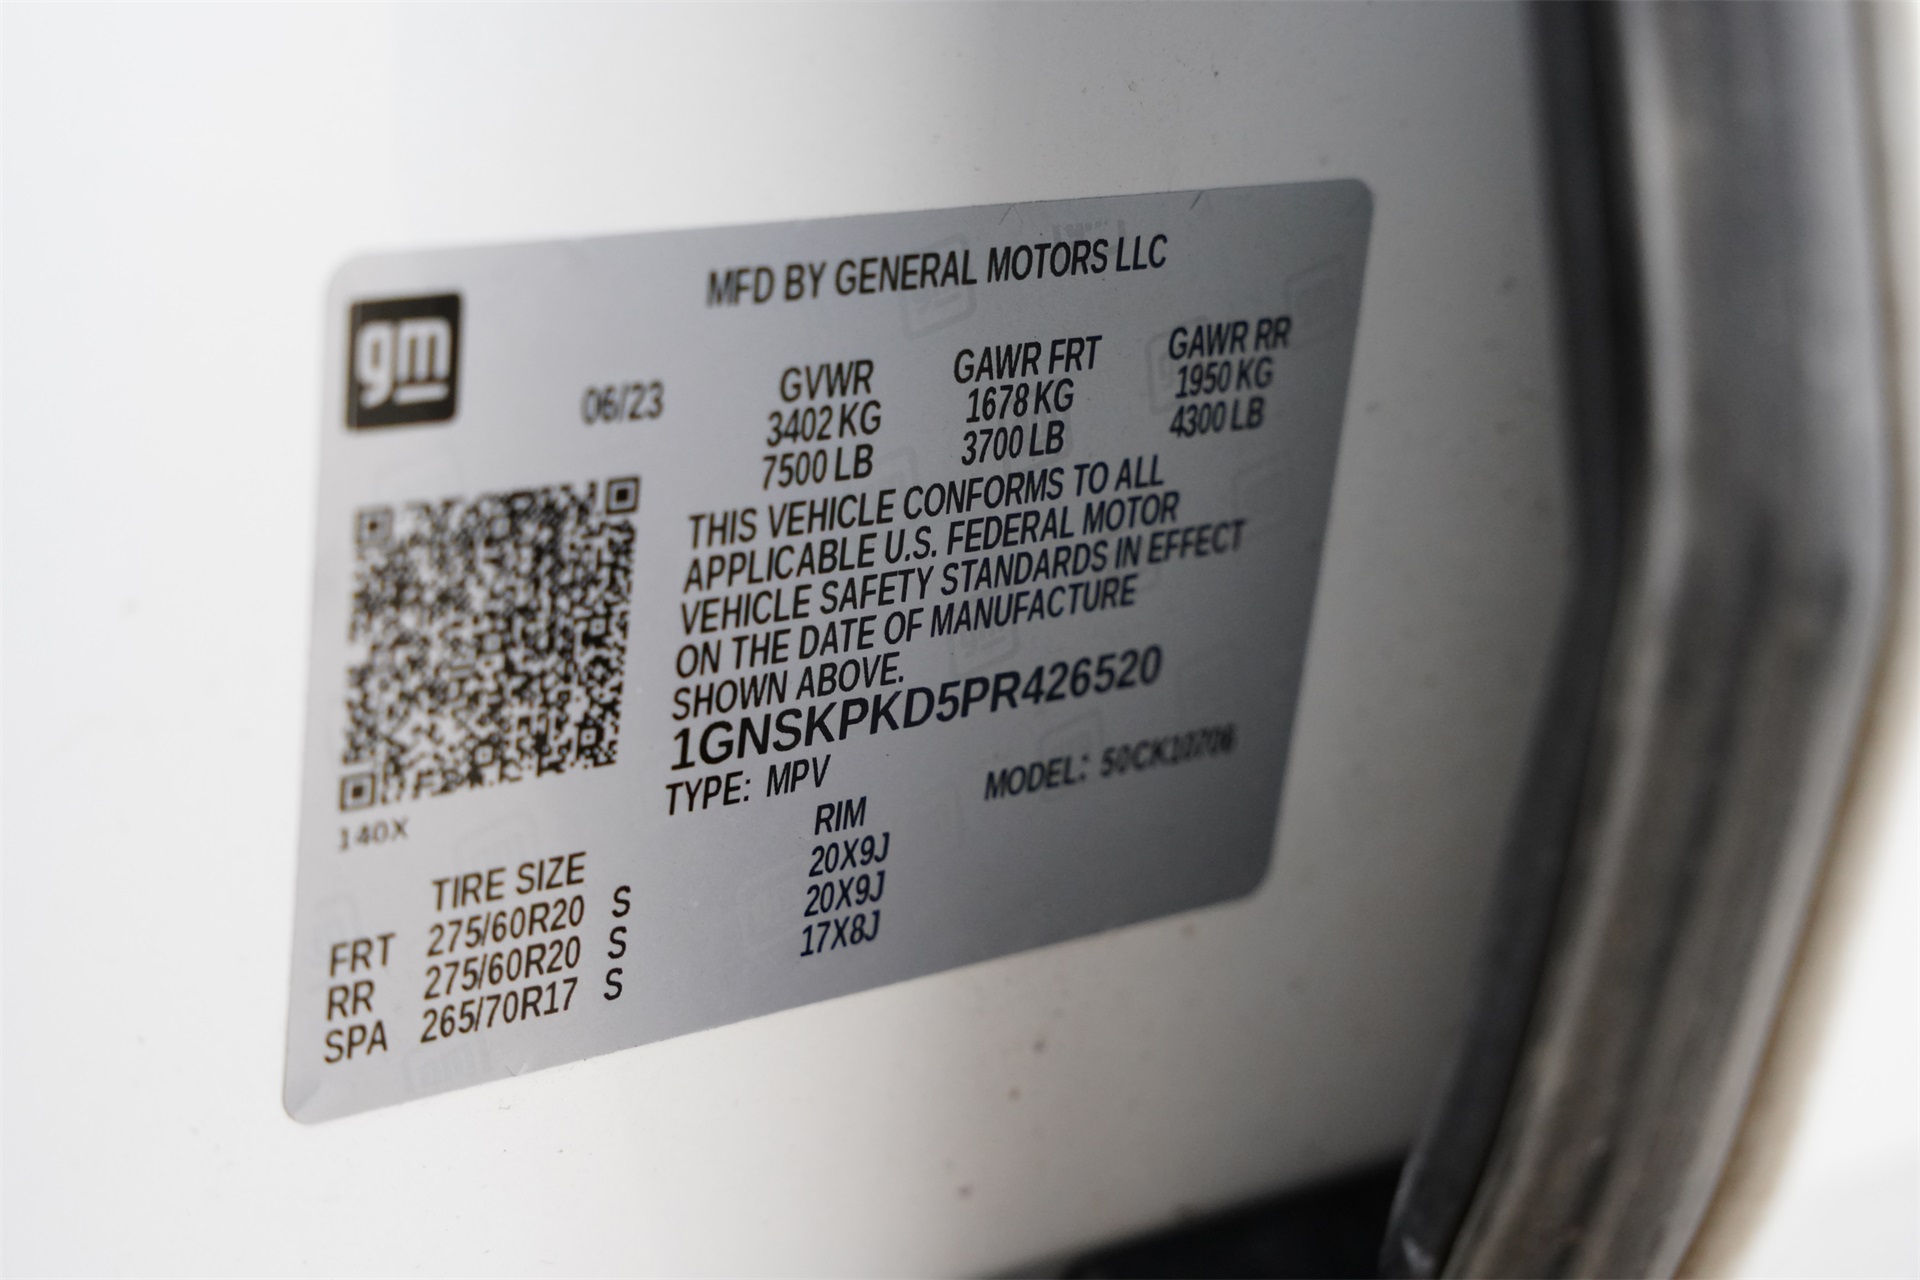 gm
MFD BY GENERAL MOTORS LLC
06/23
GVWR GAWR FRT GAWR RR
3402 KG 1678 KG 1950 KG
7500 LB 3700 LB 4300 LB
THIS VEHICLE CONFORMS TO ALL
APPLICABLE U.S. FEDERAL MOTOR
VEHICLE SAFETY STANDARDS IN EFFECT
ON THE DATE OF MANUFACTURE
SHOWN ABOVE.
1GNSKPKD5PR426520
TYPE: MPV MODEL: 50CK10706
140X
TIRE SIZE RIM
FRT 275/60R20 S 20X9J
RR 275/60R20 S 20X9J
SPA 265/70R17 S 17X8J